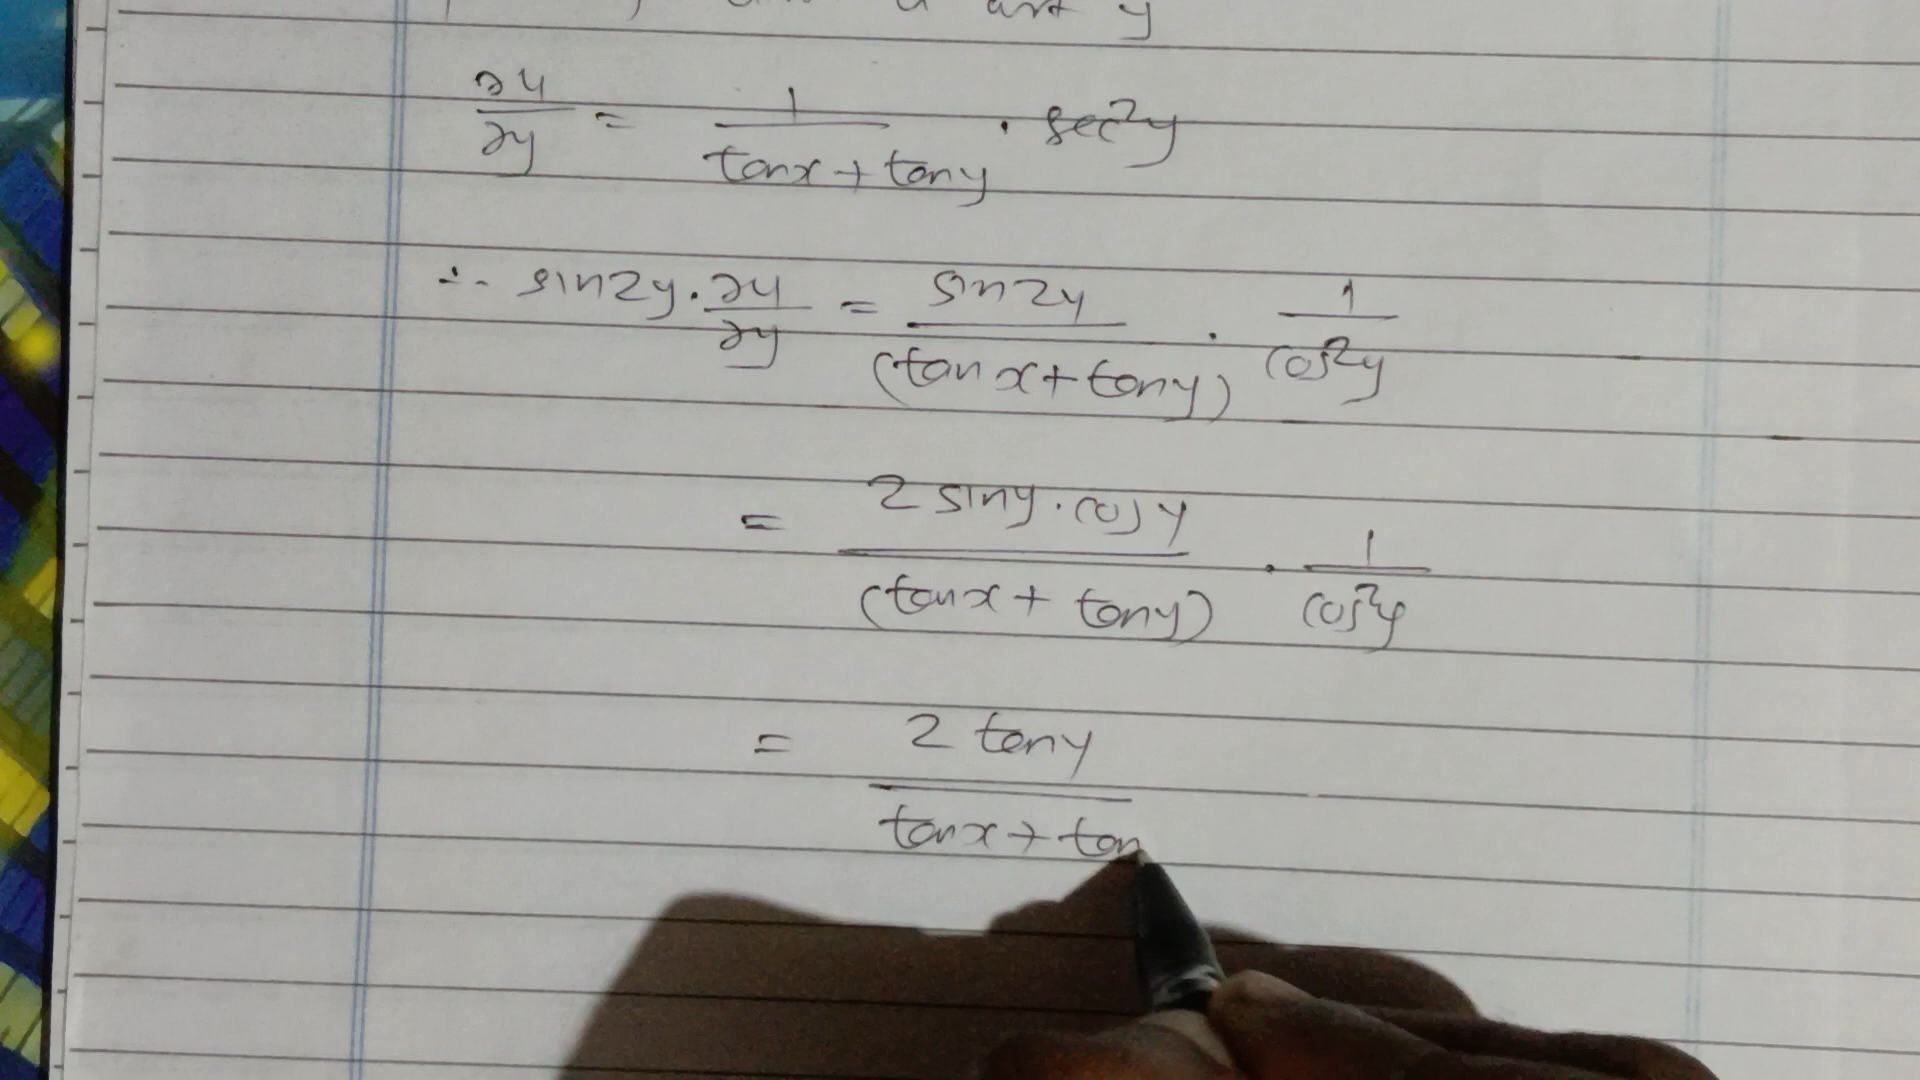 y
∂u/∂y = 1/(tanx + tany) · sec²y
∴ sin2y · ∂u/∂y = sin2y/(tanx + tany) · 1/cos²y
= 2 siny · cosy/(tanx + tany) · 1/cos²y
= 2 tany/(tanx + tan